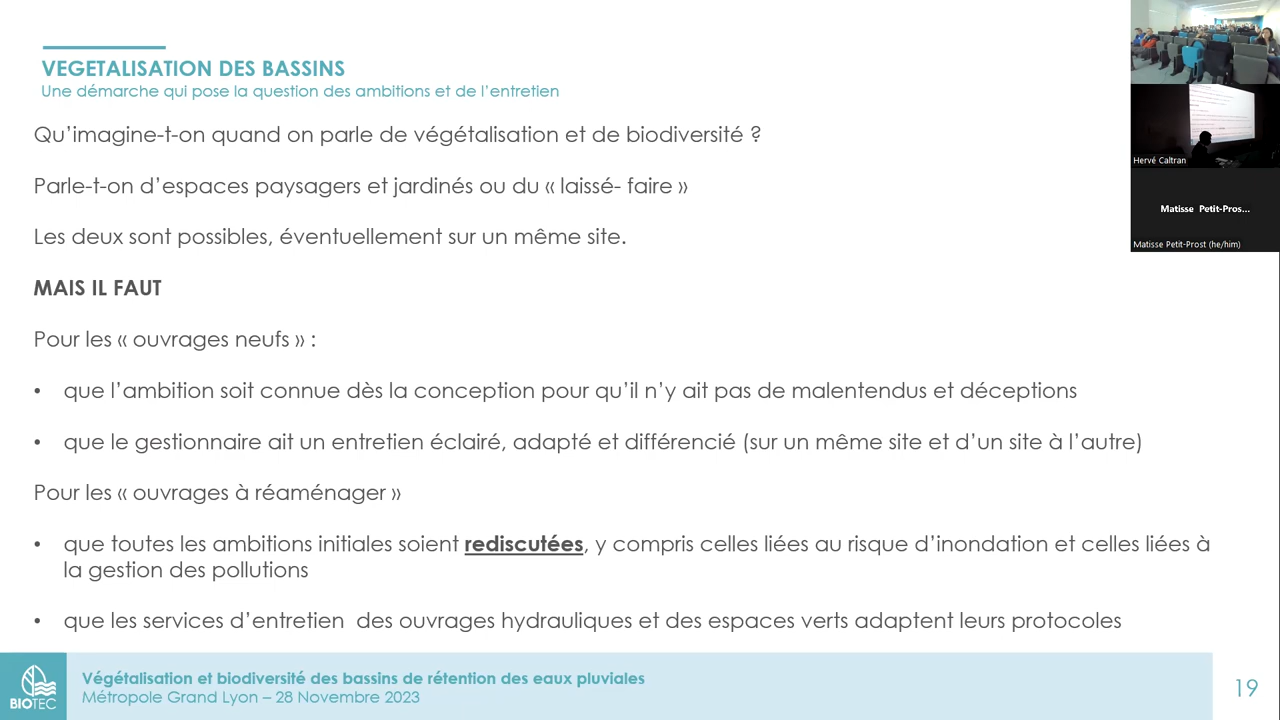 VEGETALISATION DES BASSINS
Une démarche qui pose la question des ambitions et de l'entretien
Qu'imagine-t-on quand on parle de végétalisation et de biodiversité ?
Parle-t-on d'espaces paysagers et jardinés ou du « laissé- faire »
Les deux sont possibles, éventuellement sur un même site.
MAIS IL FAUT
Pour les « ouvrages neufs » :
• que l'ambition soit connue dès la conception pour qu'il n'y ait pas de malentendus et déceptions
• que le gestionnaire ait un entretien éclairé, adapté et différencié (sur un même site et d'un site à l'autre)
Pour les « ouvrages à réaménager »
• que toutes les ambitions initiales soient rediscutées, y compris celles liées au risque d'inondation et celles liées à
la gestion des pollutions
• que les services d'entretien  des ouvrages hydrauliques et des espaces verts adaptent leurs protocoles
Hervé Caltran
Matisse Petit-Pros...
Matisse Petit-Prost (he/him)
BIOTEC
Végétalisation et biodiversité des bassins de rétention des eaux pluviales
Métropole Grand Lyon – 28 Novembre 2023
19